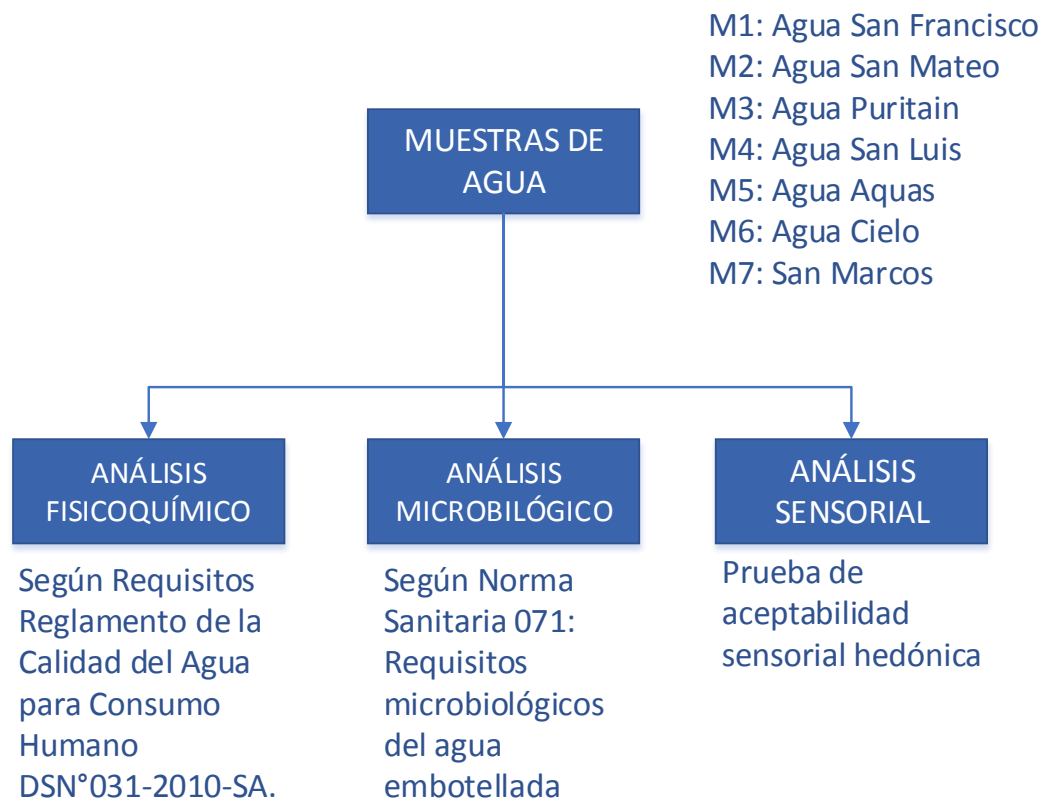 M1: Agua San Francisco
M2: Agua San Mateo
M3: Agua Puritain
M4: Agua San Luis
M5: Agua Aquas
M6: Agua Cielo
M7: San Marcos
MUESTRAS DE
AGUA
ANÁLISIS
FISICOQUÍMICO
Según Requisitos
Reglamento de la
Calidad del Agua
para Consumo
Humano
DSN°031-2010-SA.
ANÁLISIS
MICROBILÓGICO
Según Norma
Sanitaria 071:
Requisitos
microbiológicos
del agua
embotellada
ANÁLISIS
SENSORIAL
Prueba de
aceptabilidad
sensorial hedónica